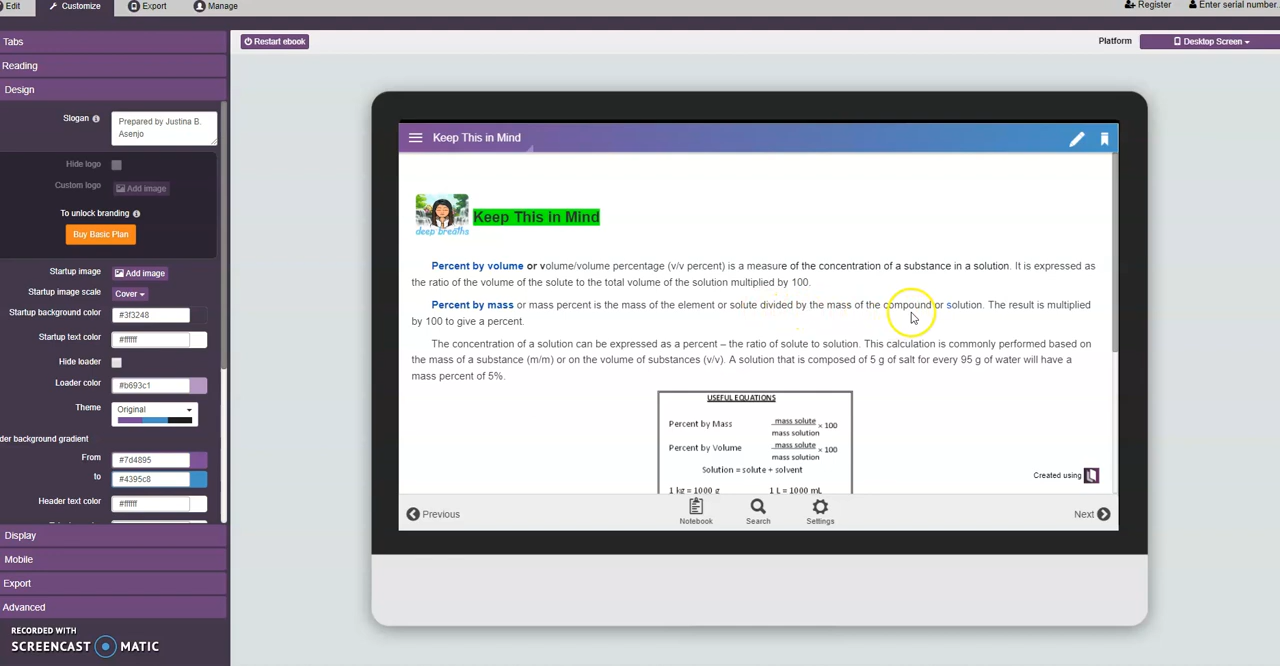 Edit
Customize
Export
Manage
Register
Enter serial number..
Tabs
Reading
Design
Slogan
Prepared by Justina B.
Asenjo
Hide logo
Custom logo
Add image
To unlock branding
Buy Basic Plan
Startup image
Add image
Startup image scale
Cover
Startup background color
#3f3248
Startup text color
#ffffff
Hide loader
Loader color
#b693c1
Theme
Original
der background gradient
From
#7d4895
to
#4395c8
Header text color
#ffffff
Display
Mobile
Export
Advanced
RECORDED WITH
SCREENCAST MATIC
Restart ebook
Platform
Desktop Screen
Keep This in Mind
deep breaths
Keep This in Mind
Percent by volume or volume/volume percentage (v/v percent) is a measure of the concentration of a substance in a solution. It is expressed as
the ratio of the volume of the solute to the total volume of the solution multiplied by 100.
Percent by mass or mass percent is the mass of the element or solute divided by the mass of the compound or solution. The result is multiplied
by 100 to give a percent.
The concentration of a solution can be expressed as a percent – the ratio of solute to solution. This calculation is commonly performed based on
the mass of a substance (m/m) or on the volume of substances (v/v). A solution that is composed of 5 g of salt for every 95 g of water will have a
mass percent of 5%.
USEFUL EQUATIONS
Percent by Mass mass solute × 100
mass solution
Percent by Volume mass solute × 100
mass solution
Solution = solute + solvent
1 kg = 1000 g 1 L = 1000 mL
Created using
Previous
Notebook
Search
Settings
Next